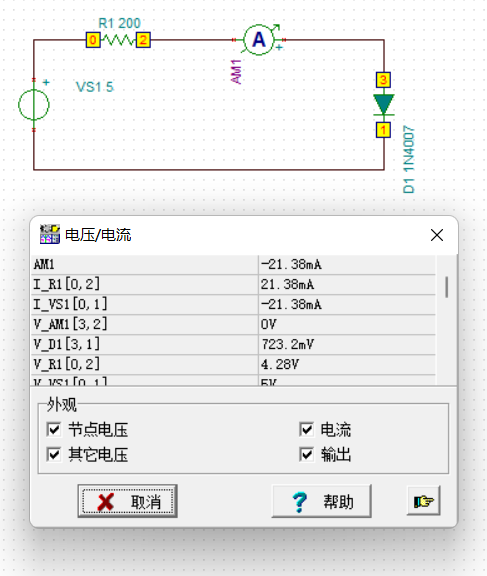 R1 200
0
2
A
+
AM1
+
VS1 5
3
1
D1 1N4007
电压/电流
AM1 -21.38mA
I_R1[0,2] 21.38mA
I_VS1[0,1] -21.38mA
V_AM1[3,2] 0V
V_D1[3,1] 723.2mV
V_R1[0,2] 4.28V
V_VS1[0,1] 5V
外观
节点电压 电流
其它电压 输出
取消 ? 帮助